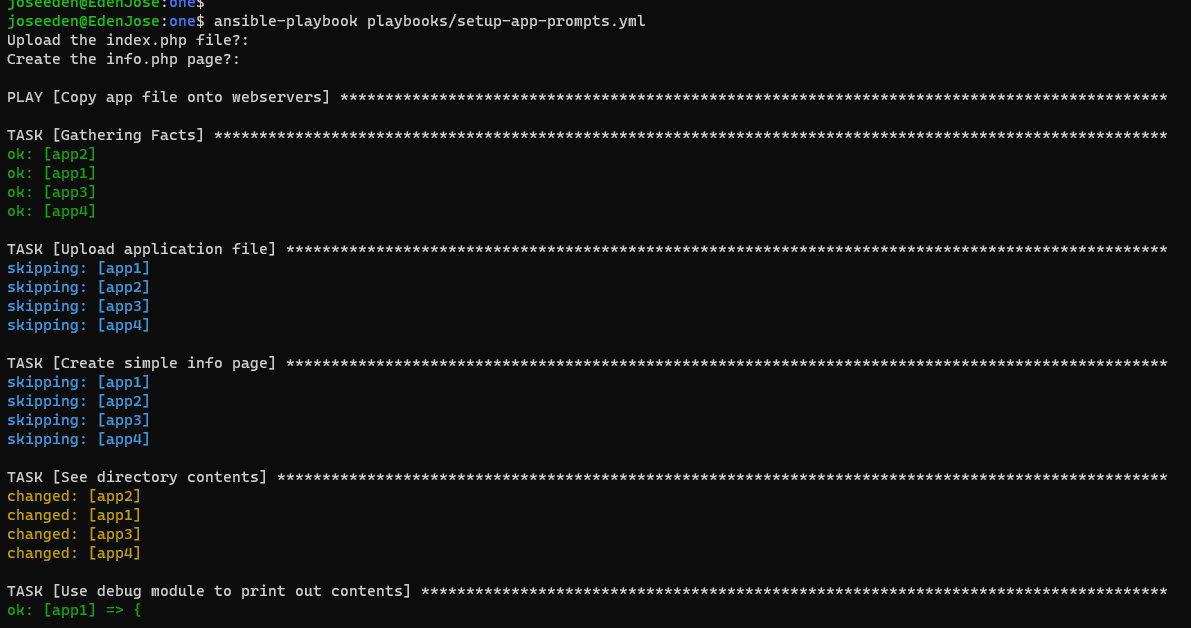 joseeden@EdenJose:one$
joseeden@EdenJose:one$ ansible-playbook playbooks/setup-app-prompts.yml
Upload the index.php file?:
Create the info.php page?:
PLAY [Copy app file onto webservers] ********************************************************************************************
TASK [Gathering Facts] **********************************************************************************************************
ok: [app2]
ok: [app1]
ok: [app3]
ok: [app4]
TASK [Upload application file] **************************************************************************************************
skipping: [app1]
skipping: [app2]
skipping: [app3]
skipping: [app4]
TASK [Create simple info page] **************************************************************************************************
skipping: [app1]
skipping: [app2]
skipping: [app3]
skipping: [app4]
TASK [See directory contents] ***************************************************************************************************
changed: [app2]
changed: [app1]
changed: [app3]
changed: [app4]
TASK [Use debug module to print out contents] ***********************************************************************************
ok: [app1] => {